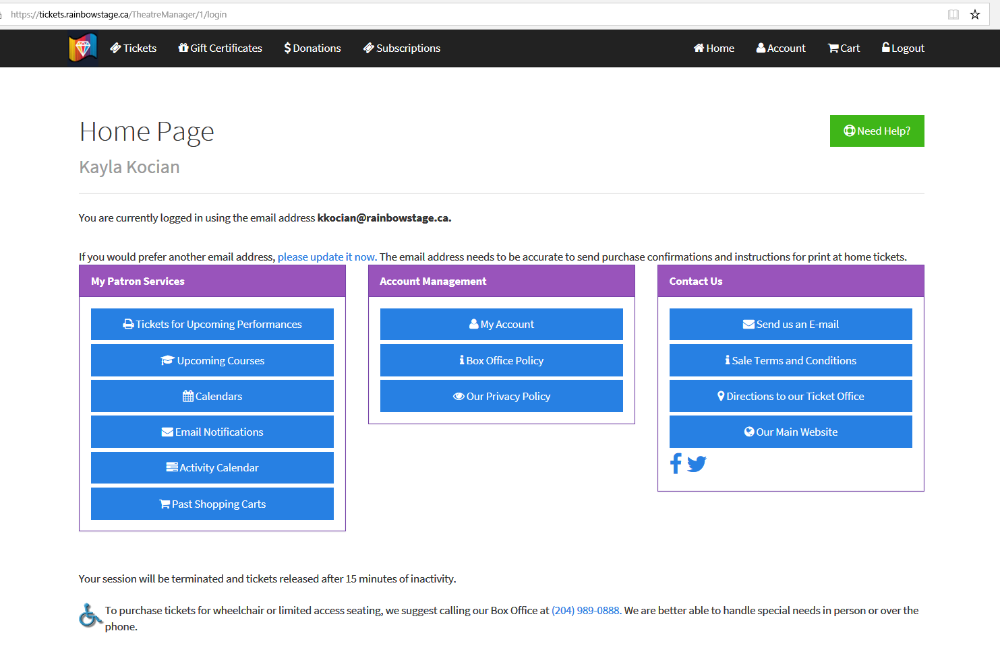 https://tickets.rainbowstage.ca/TheatreManager/1/login
Tickets Gift Certificates $ Donations Subscriptions Home Account Cart Logout
Home Page
Need Help?
Kayla Kocian
You are currently logged in using the email address kkocian@rainbowstage.ca.
If you would prefer another email address, please update it now. The email address needs to be accurate to send purchase confirmations and instructions for print at home tickets.
My Patron Services
Tickets for Upcoming Performances
Upcoming Courses
Calendars
Email Notifications
Activity Calendar
Past Shopping Carts
Account Management
My Account
Box Office Policy
Our Privacy Policy
Contact Us
Send us an E-mail
Sale Terms and Conditions
Directions to our Ticket Office
Our Main Website
Your session will be terminated and tickets released after 15 minutes of inactivity.
To purchase tickets for wheelchair or limited access seating, we suggest calling our Box Office at (204) 989-0888. We are better able to handle special needs in person or over the
phone.